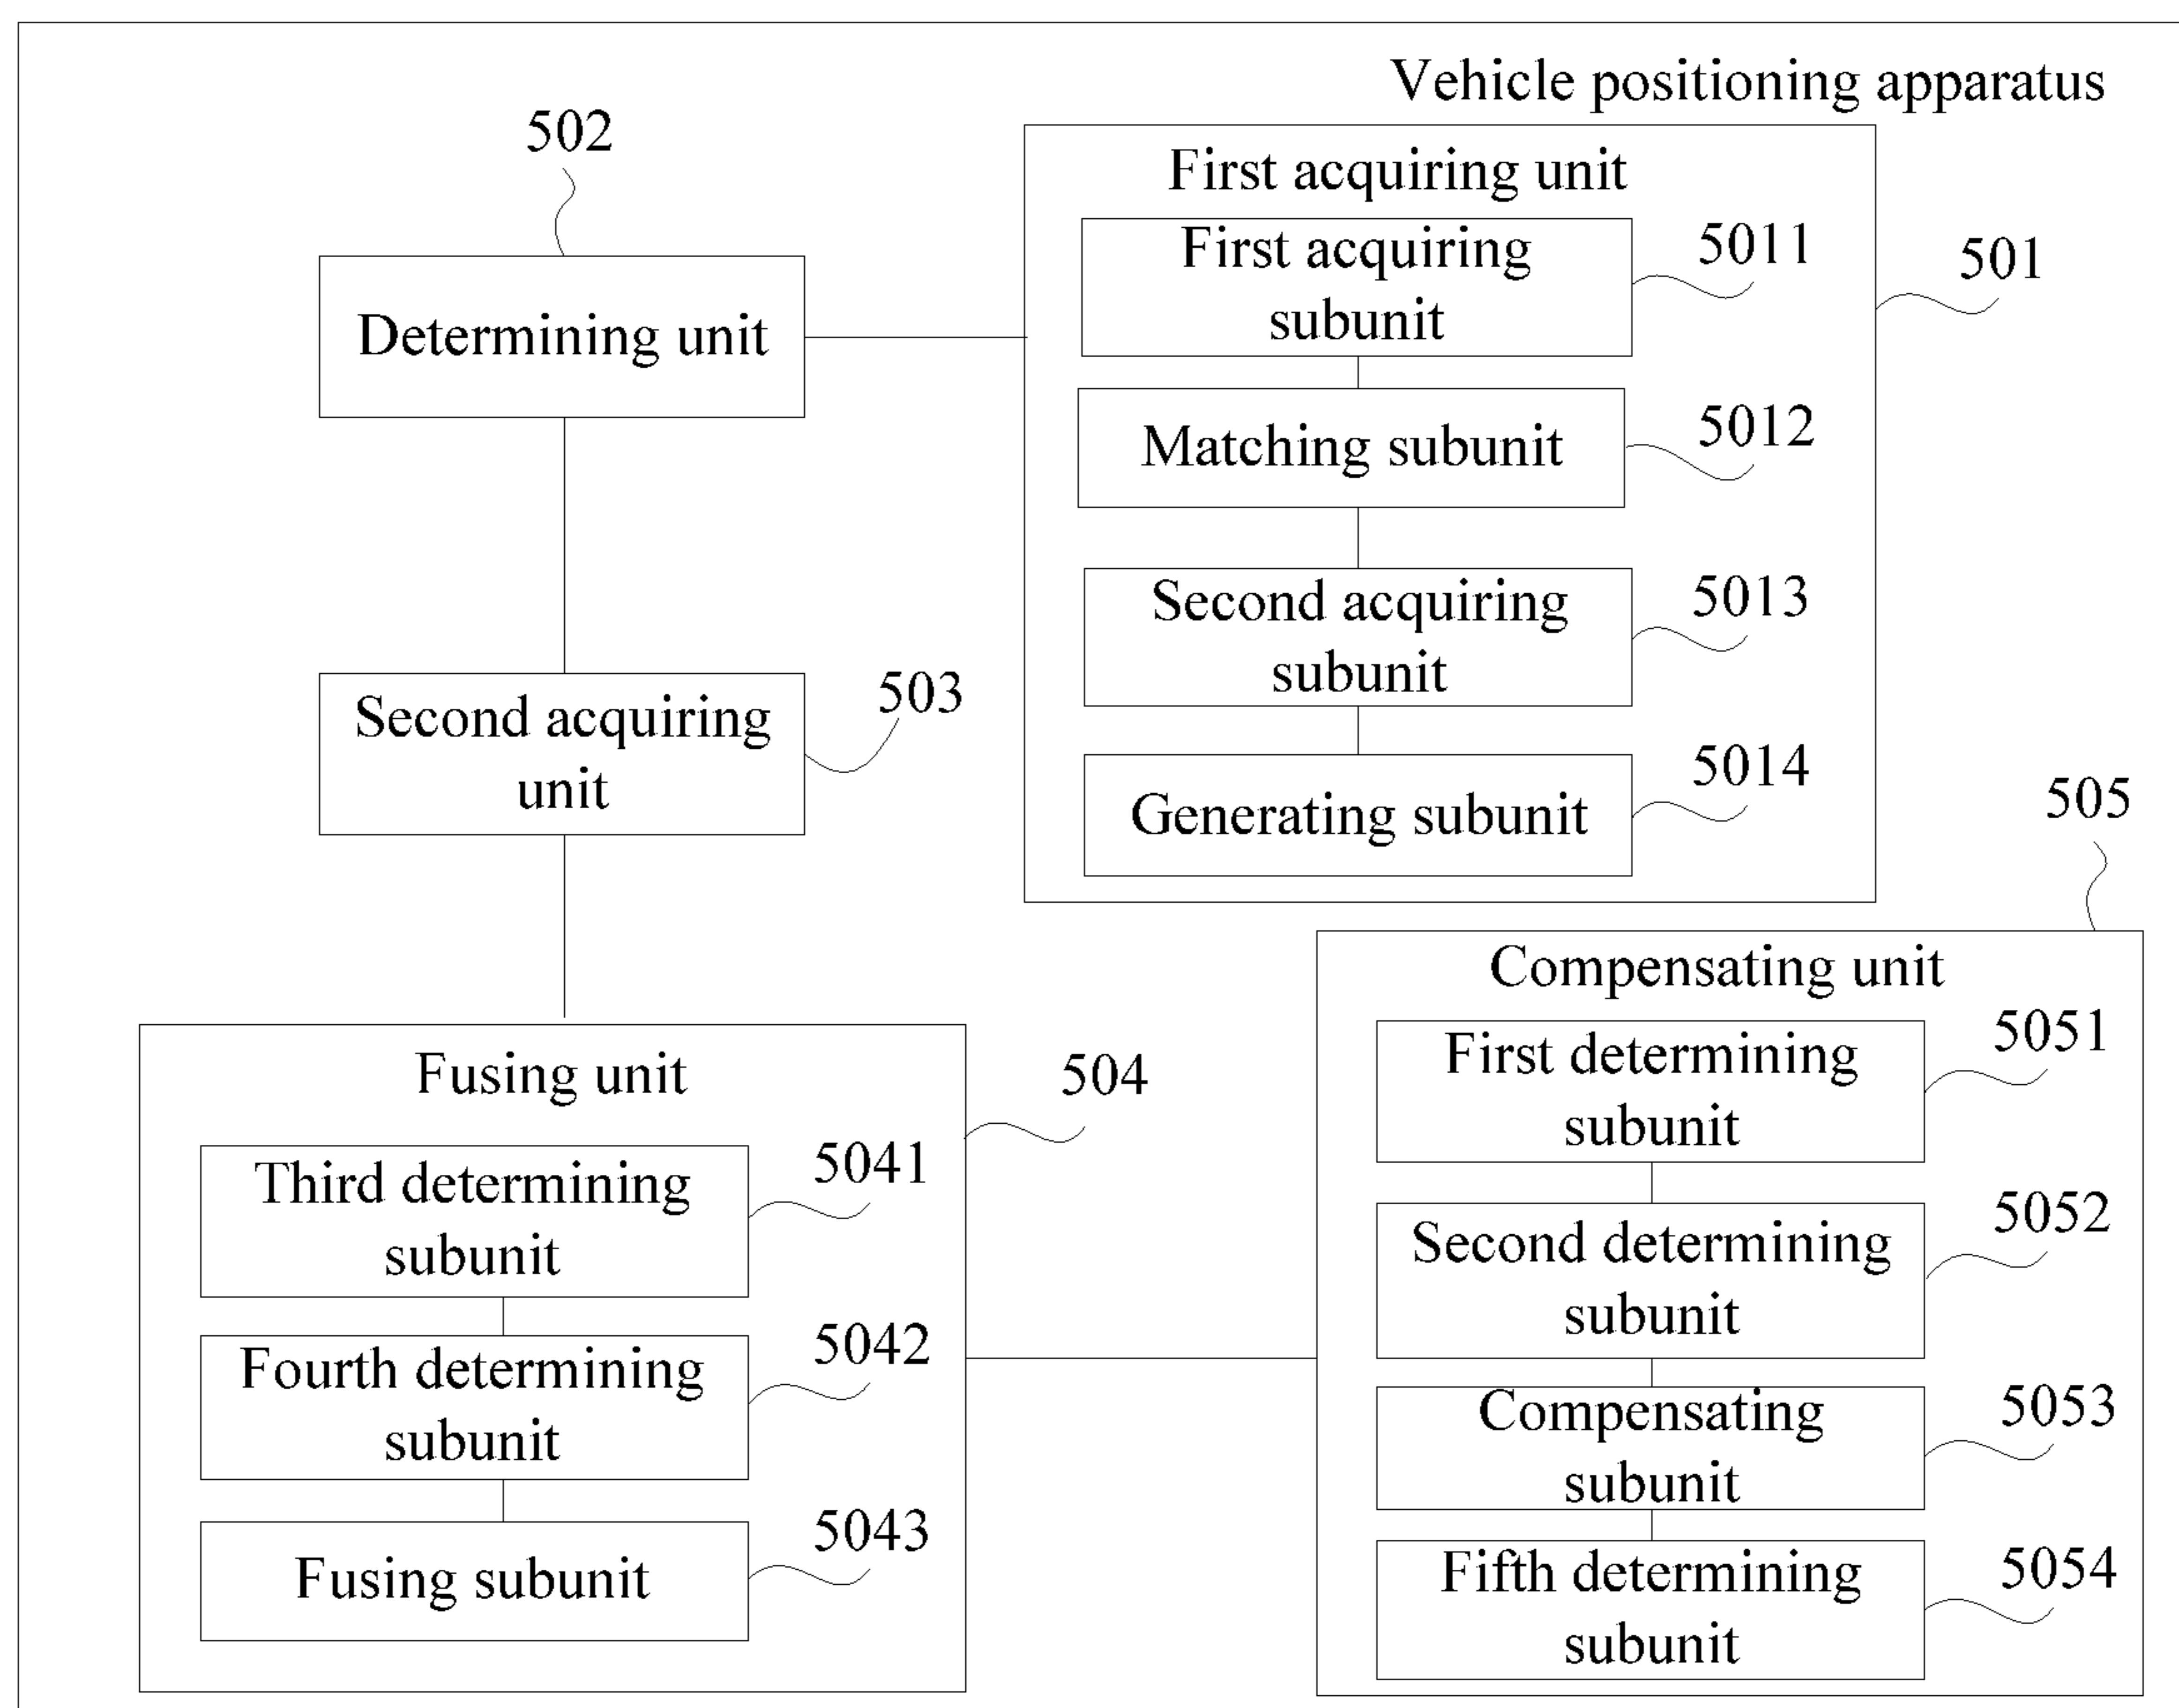 Vehicle positioning apparatus
502
Determining unit
First acquiring unit
501
First acquiring
subunit
5011
Matching subunit
5012
Second acquiring
subunit
5013
Generating subunit
5014
Second acquiring
unit
503
Fusing unit
504
Third determining
subunit
5041
Fourth determining
subunit
5042
Fusing subunit
5043
505
Compensating unit
First determining
subunit
5051
Second determining
subunit
5052
Compensating
subunit
5053
Fifth determining
subunit
5054